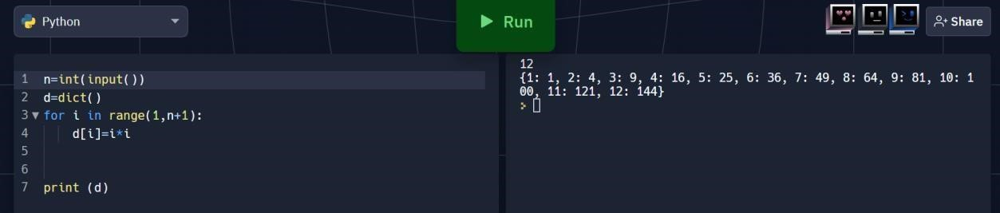 Python
Run
Share
1 n=int(input())
2 d=dict()
3 for i in range(1,n+1):
4 d[i]=i*i
5
6
7 print (d)
12
{1: 1, 2: 4, 3: 9, 4: 16, 5: 25, 6: 36, 7: 49, 8: 64, 9: 81, 10: 1
00, 11: 121, 12: 144}
>